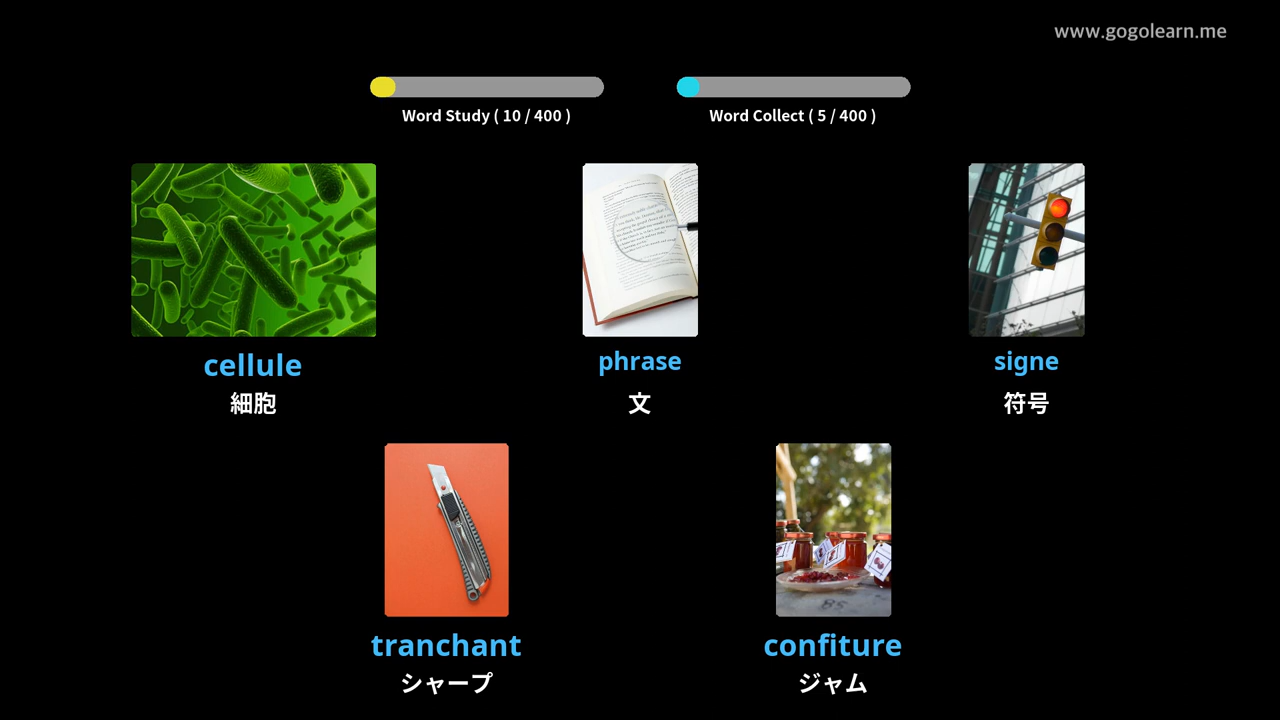 www.gogolearn.me
Word Study ( 10 / 400 )
Word Collect ( 5 / 400 )
cellule
細胞
phrase
文
signe
符号
tranchant
シャープ
confiture
ジャム